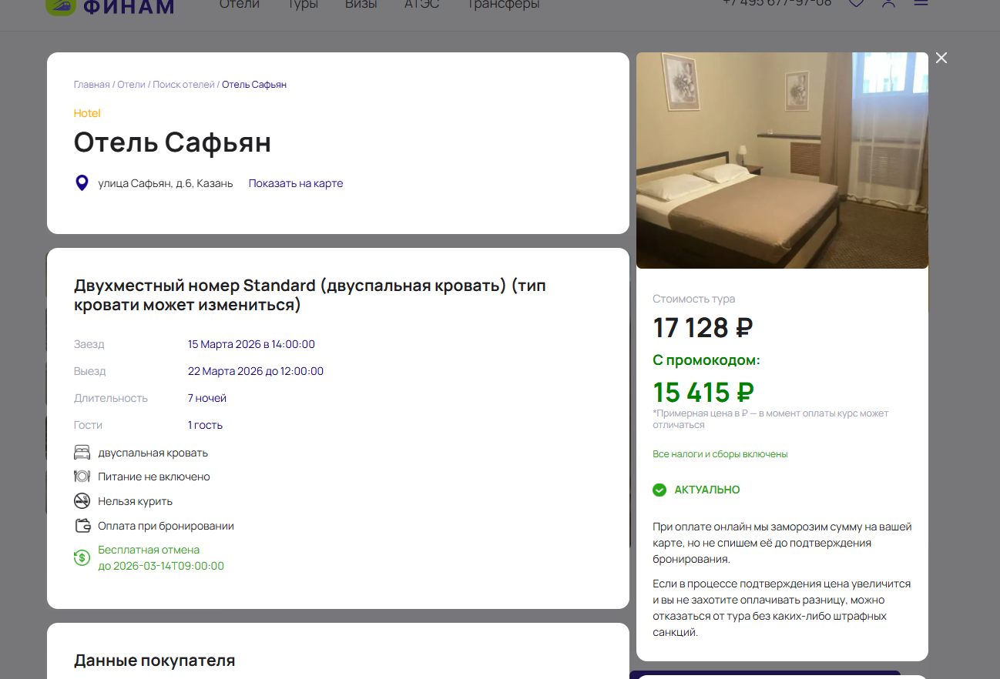 ФИНАМ
Отели Туры Визы АТЭС Трансферы
+7 495 677-97-08
Главная / Отели / Поиск отелей / Отель Сафьян
Hotel
Отель Сафьян
улица Сафьян, д.6, Казань Показать на карте
Двухместный номер Standard (двуспальная кровать) (тип
кровати может измениться)
Заезд 15 Марта 2026 в 14:00:00
Выезд 22 Марта 2026 до 12:00:00
Длительность 7 ночей
Гости 1 гость
двуспальная кровать
Питание не включено
Нельзя курить
Оплата при бронировании
Бесплатная отмена
до 2026-03-14T09:00:00
Данные покупателя
Стоимость тура
17 128 ₽
С промокодом:
15 415 ₽
*Примерная цена в ₽ — в момент оплаты курс может
отличаться
Все налоги и сборы включены
АКТУАЛЬНО
При оплате онлайн мы заморозим сумму на вашей
карте, но не спишем её до подтверждения
бронирования.
Если в процессе подтверждения цена увеличится
и вы не захотите оплачивать разницу, можно
отказаться от тура без каких-либо штрафных
санкций.